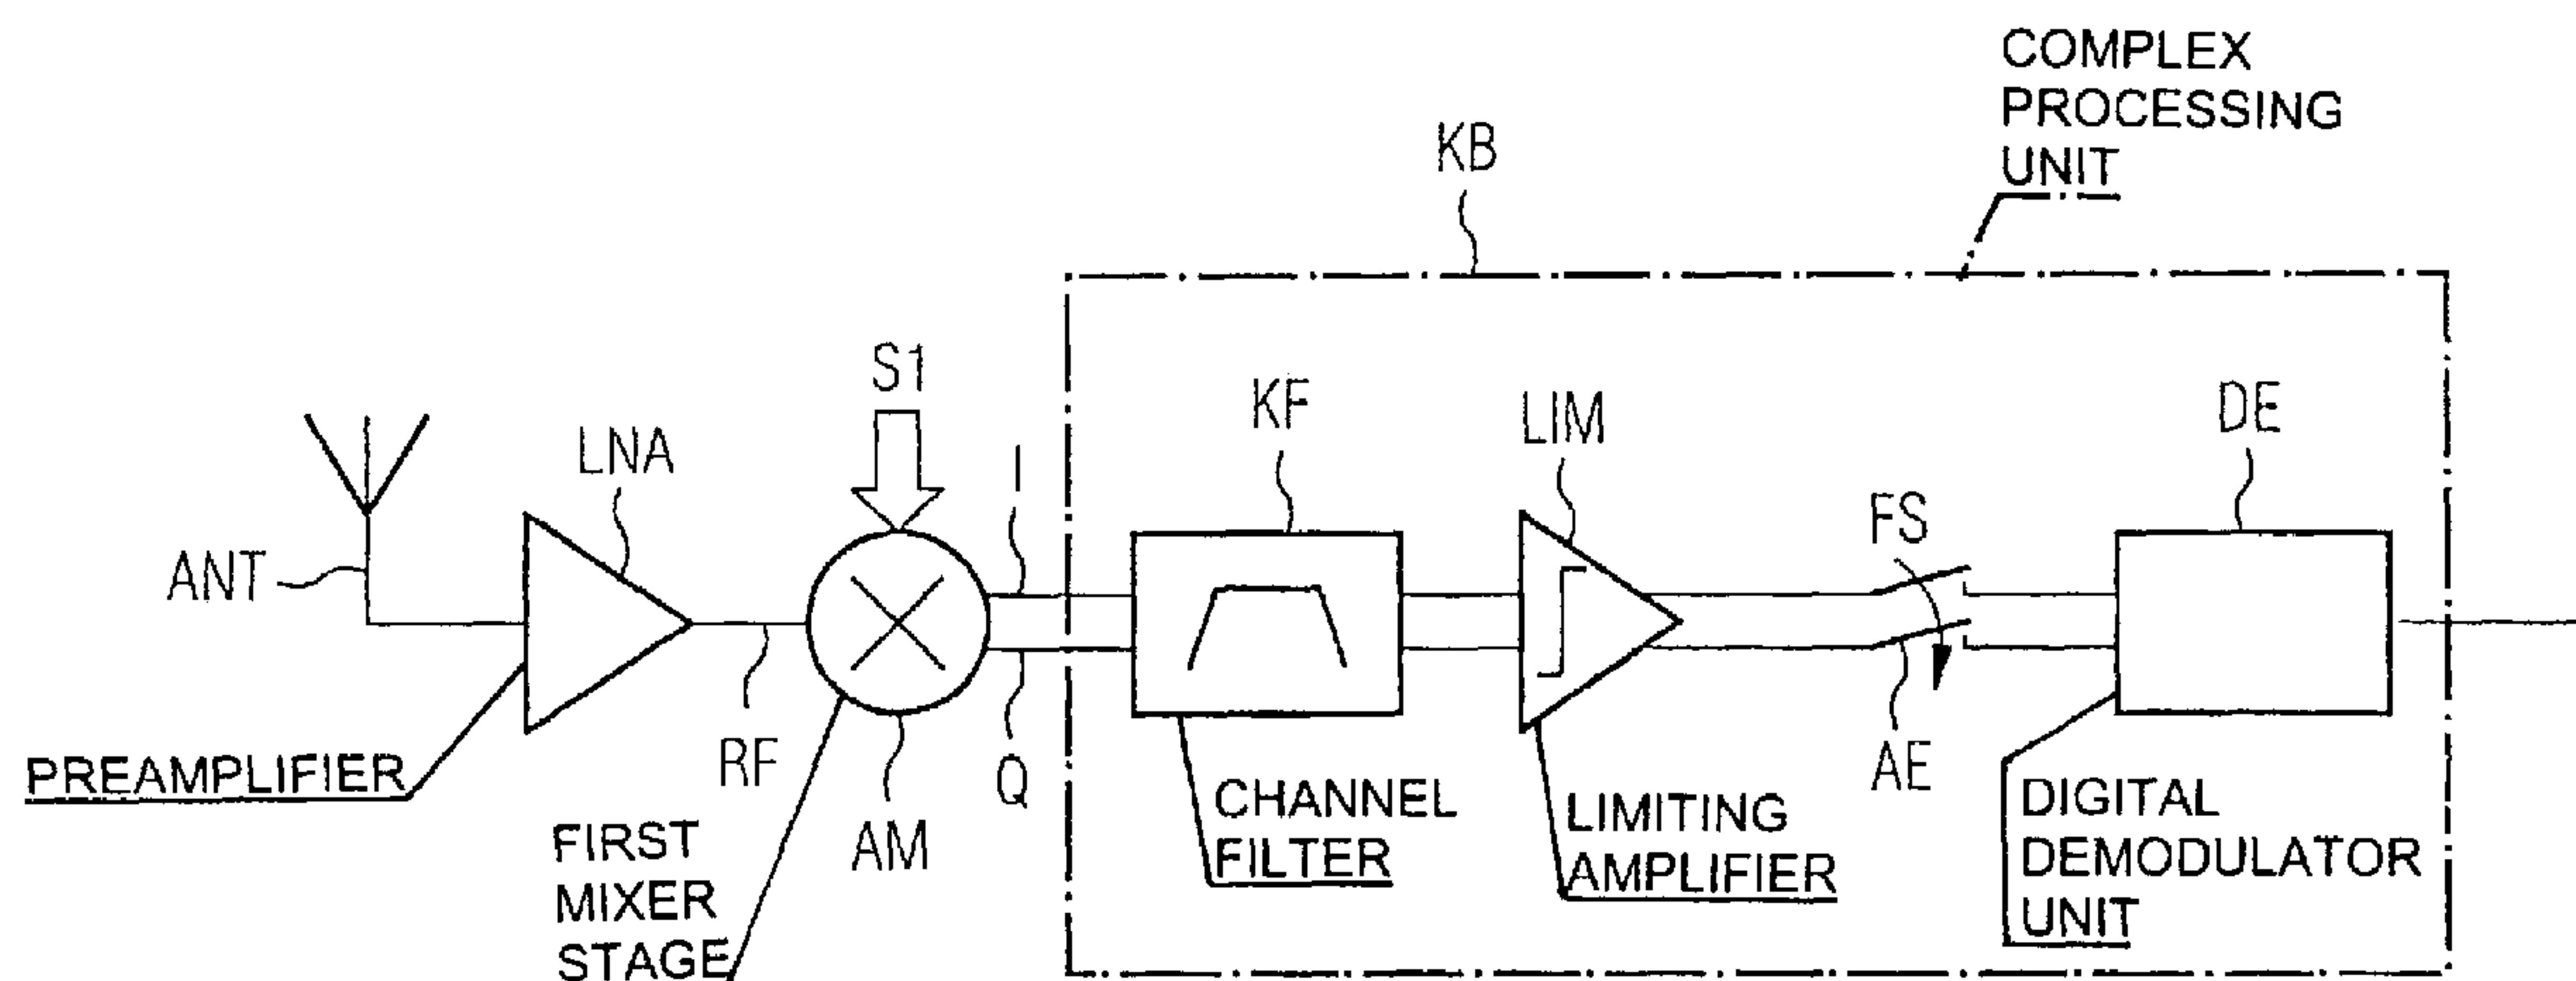 COMPLEX
PROCESSING
UNIT
KB
S1
KF
LIM
DE
LNA
I
FS
ANT
RF
Q
AE
PREAMPLIFIER
AM
CHANNEL
FILTER
LIMITING
AMPLIFIER
DIGITAL
DEMODULATOR
UNIT
FIRST
MIXER
STAGE